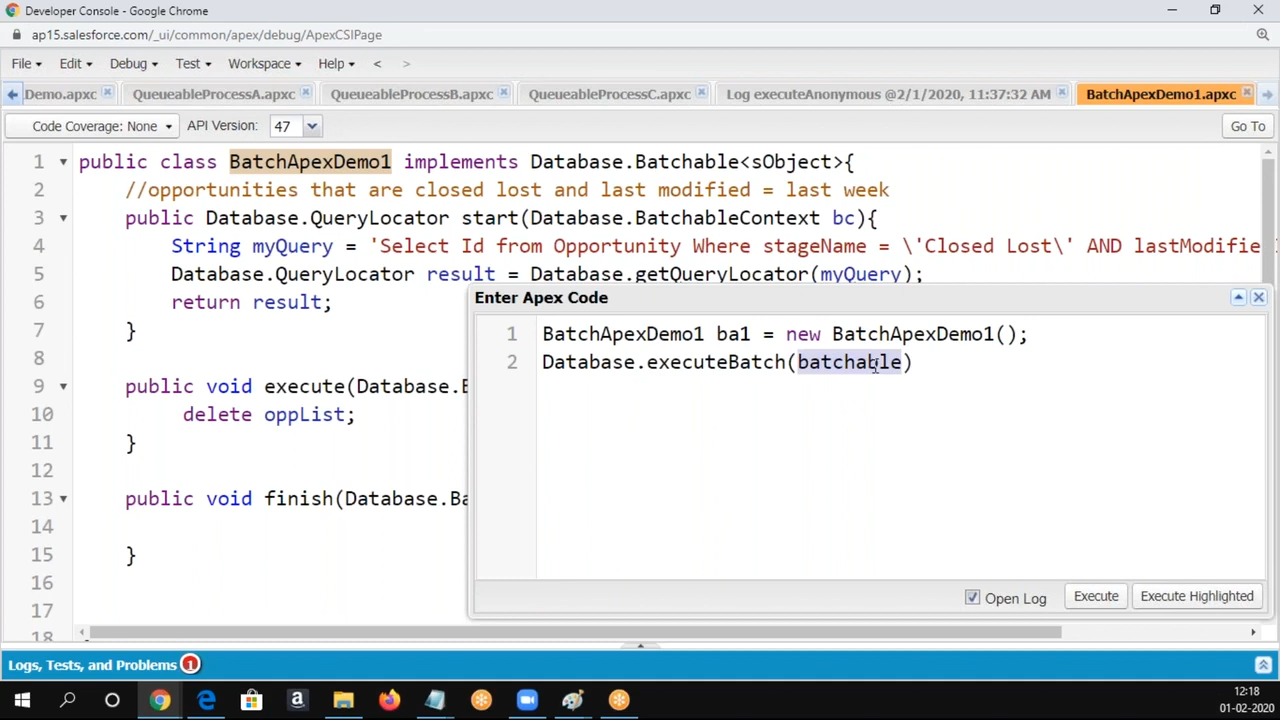 Developer Console - Google Chrome
ap15.salesforce.com/_ui/common/apex/debug/ApexCSIPage
File Edit Debug Test Workspace Help < >
Demo.apxc QueueableProcessA.apxc QueueableProcessB.apxc QueueableProcessC.apxc Log executeAnonymous @2/1/2020, 11:37:32 AM BatchApexDemo1.apxc
Code Coverage: None API Version: 47 Go To
1 public class BatchApexDemo1 implements Database.Batchable<sObject>{
2 //opportunities that are closed lost and last modified = last week
3 public Database.QueryLocator start(Database.BatchableContext bc){
4 String myQuery = 'Select Id from Opportunity Where stageName = \'Closed Lost\' AND lastModifie
5 Database.QueryLocator result = Database.getQueryLocator(myQuery);
6 return result;
7 }
8
9 public void execute(Database.B
10 delete oppList;
11 }
12
13 public void finish(Database.Ba
14
15 }
16
17
18
Enter Apex Code
1 BatchApexDemo1 ba1 = new BatchApexDemo1();
2 Database.executeBatch(batchable)
Open Log Execute Execute Highlighted
Logs, Tests, and Problems 1
12:18
01-02-2020